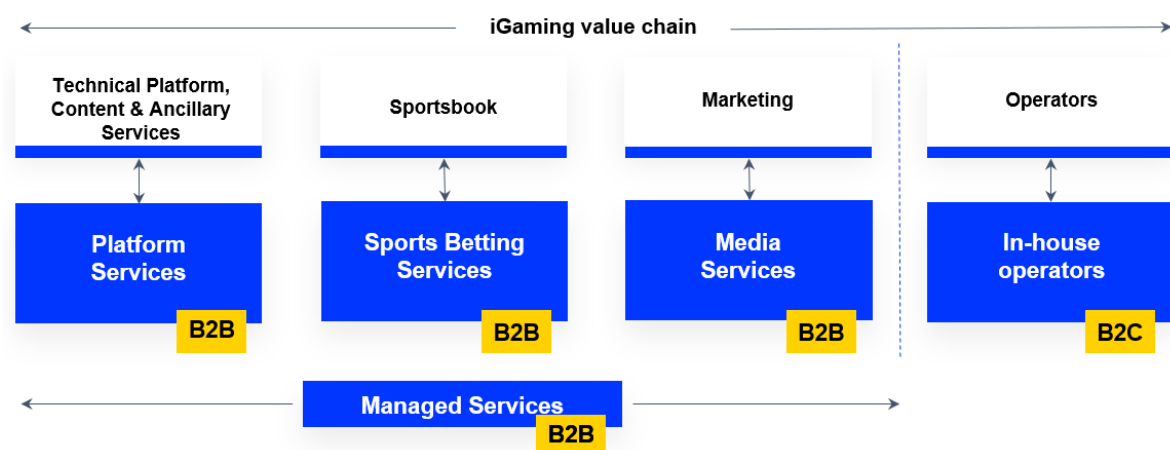 iGaming value chain
Technical Platform,
Content & Ancillary
Services
Sportsbook
Marketing
Operators
Platform
Services
B2B
Sports Betting
Services
B2B
Media
Services
B2B
In-house
operators
B2C
Managed Services
B2B